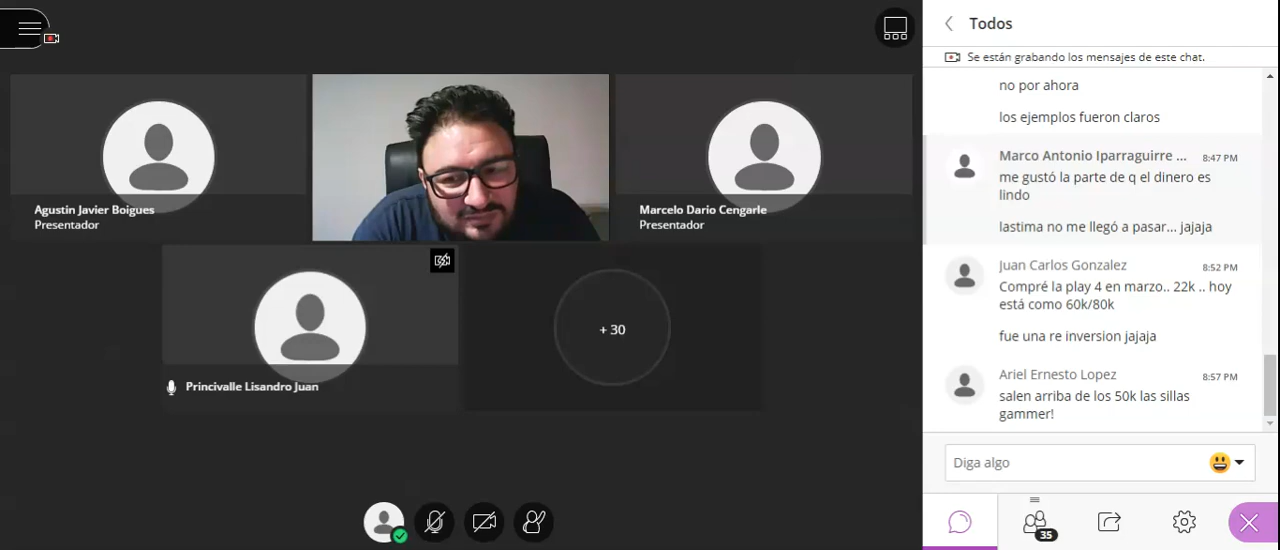 Agustin Javier Boigues
Presentador
Marcelo Dario Cengarle
Presentador
Princivalle Lisandro Juan
+ 30
Todos
Se están grabando los mensajes de este chat.
no por ahora
los ejemplos fueron claros
Marco Antonio Iparraguirre ...
8:47 PM
me gustó la parte de q el dinero es
lindo
lastima no me llegó a pasar... jajaja
Juan Carlos Gonzalez
8:52 PM
Compré la play 4 en marzo.. 22k .. hoy
está como 60k/80k
fue una re inversion jajaja
Ariel Ernesto Lopez
8:57 PM
salen arriba de los 50k las sillas
gammer!
Diga algo
35